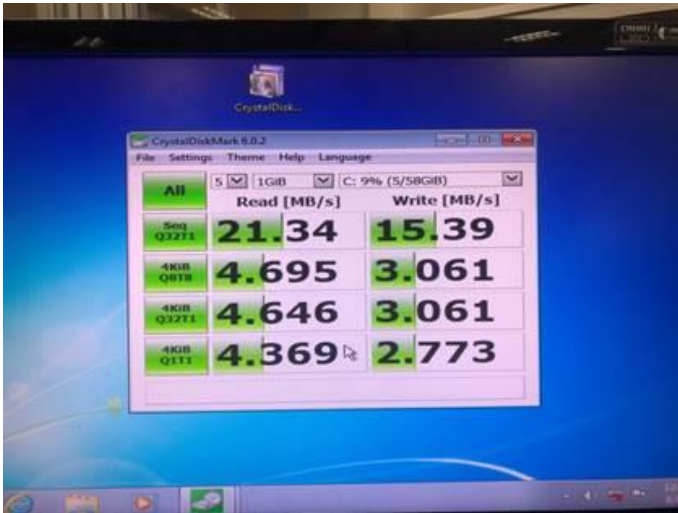 CrystalDisk...
CrystalDiskMark 6.0.2
File Settings Theme Help Language
All 5 1GiB C: 9% (5/58GiB)
Read [MB/s] Write [MB/s]
Seq
Q32T1 21.34 15.39
4KiB
Q8T8 4.695 3.061
4KiB
Q32T1 4.646 3.061
4KiB
Q1T1 4.369 2.773